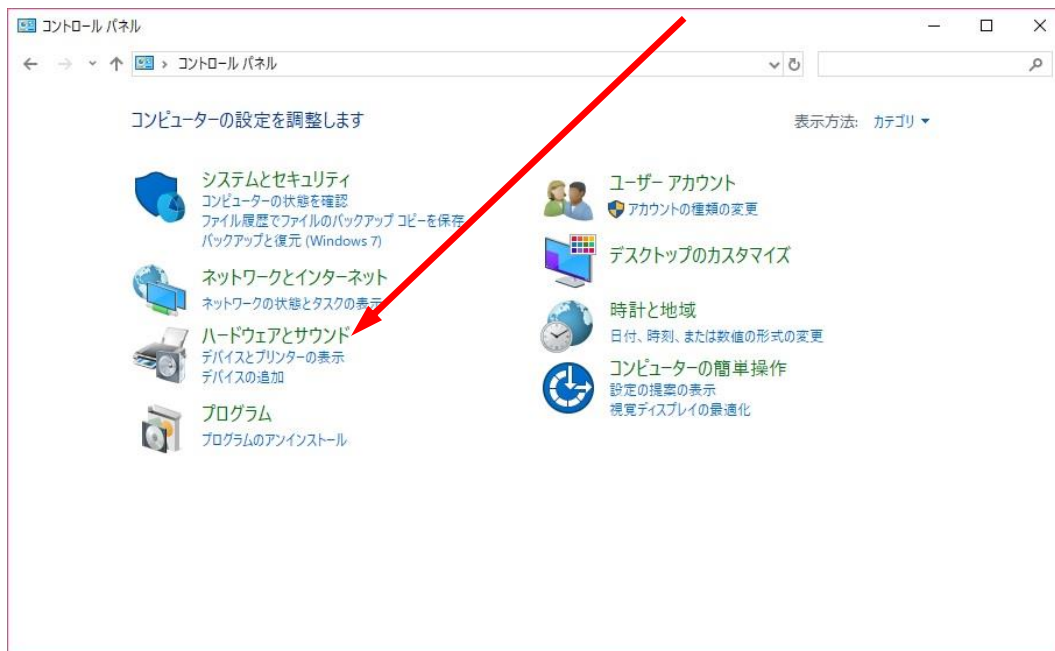 コントロール パネル
コントロール パネル
コンピューターの設定を調整します
表示方法: カテゴリ
システムとセキュリティ
コンピューターの状態を確認
ファイル履歴でファイルのバックアップ コピーを保存
バックアップと復元 (Windows 7)
ネットワークとインターネット
ネットワークの状態とタスクの表示
ハードウェアとサウンド
デバイスとプリンターの表示
デバイスの追加
プログラム
プログラムのアンインストール
ユーザー アカウント
アカウントの種類の変更
デスクトップのカスタマイズ
時計と地域
日付、時刻、または数値の形式の変更
コンピューターの簡単操作
設定の提案の表示
視覚ディスプレイの最適化